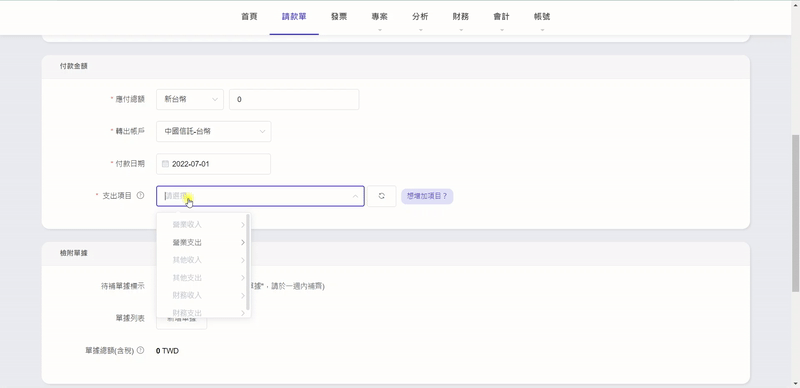 首頁 請款單 發票 專案 分析 財務 會計 帳號
付款金額
* 應付總額 新台幣 0
* 轉出帳戶 中國信託-台幣
* 付款日期 2022-07-01
* 支出項目 請選擇 想增加項目？
營業收入
營業支出
其他收入
其他支出
財務收入
財務支出
檢附單據
待補單據標示 單據"，請於一週內補齊)
單據列表 新增單據
單據總額(含稅) 0 TWD